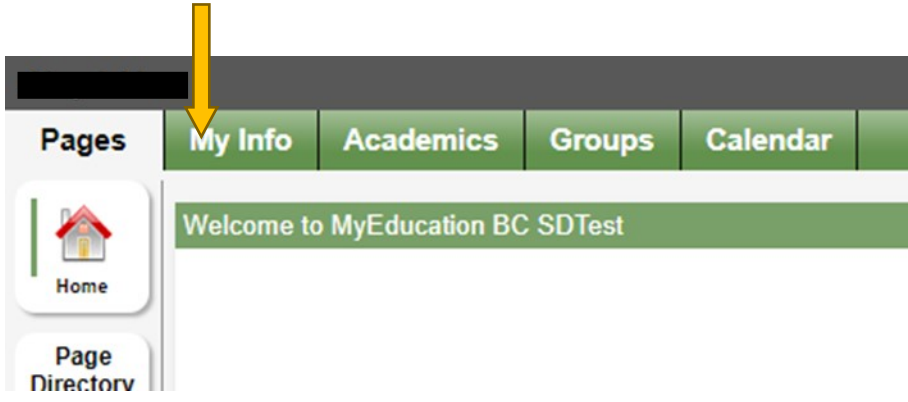 Pages My Info Academics Groups Calendar
Welcome to MyEducation BC SDTest
Home
Page
Directory